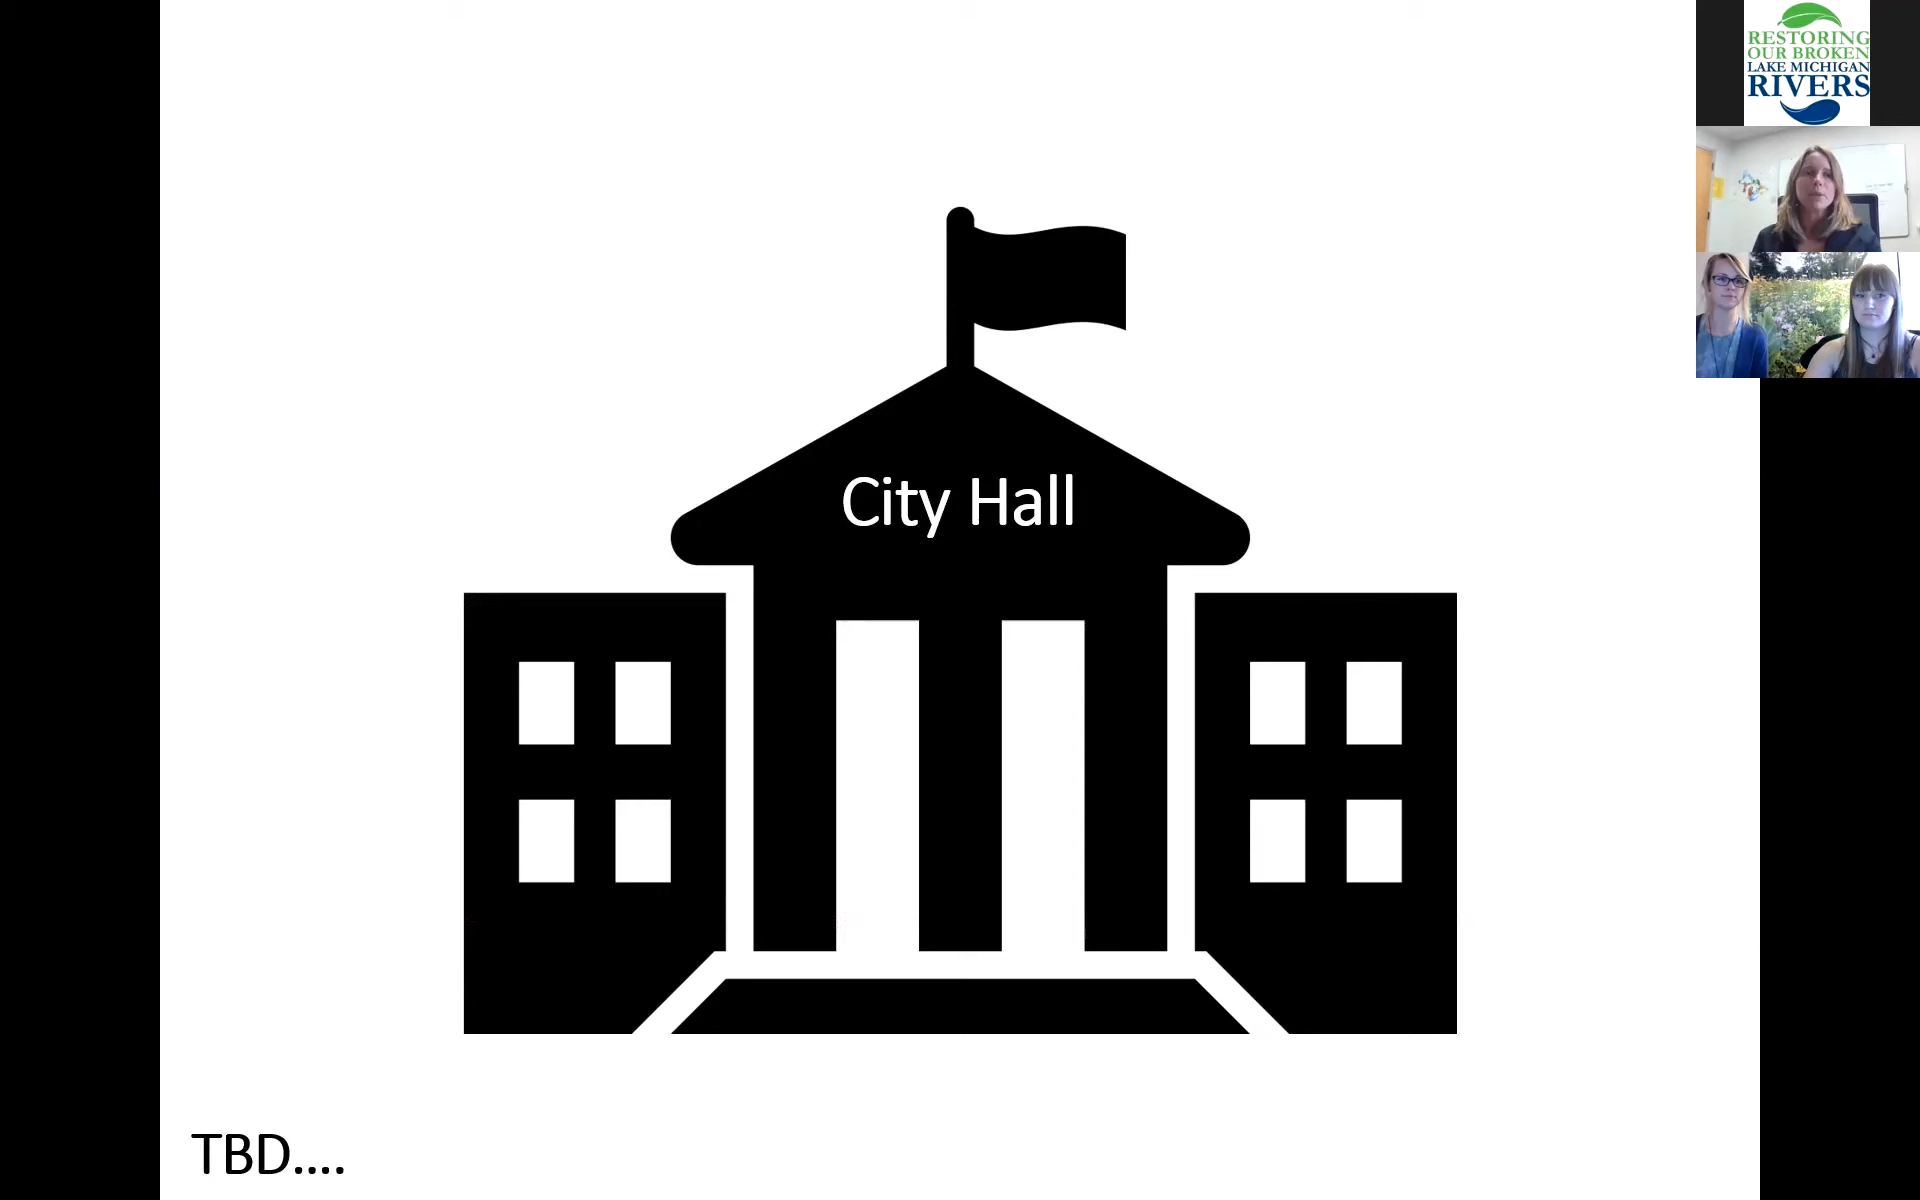 RESTORING
OUR BROKEN
LAKE MICHIGAN
RIVERS
City Hall
TBD....